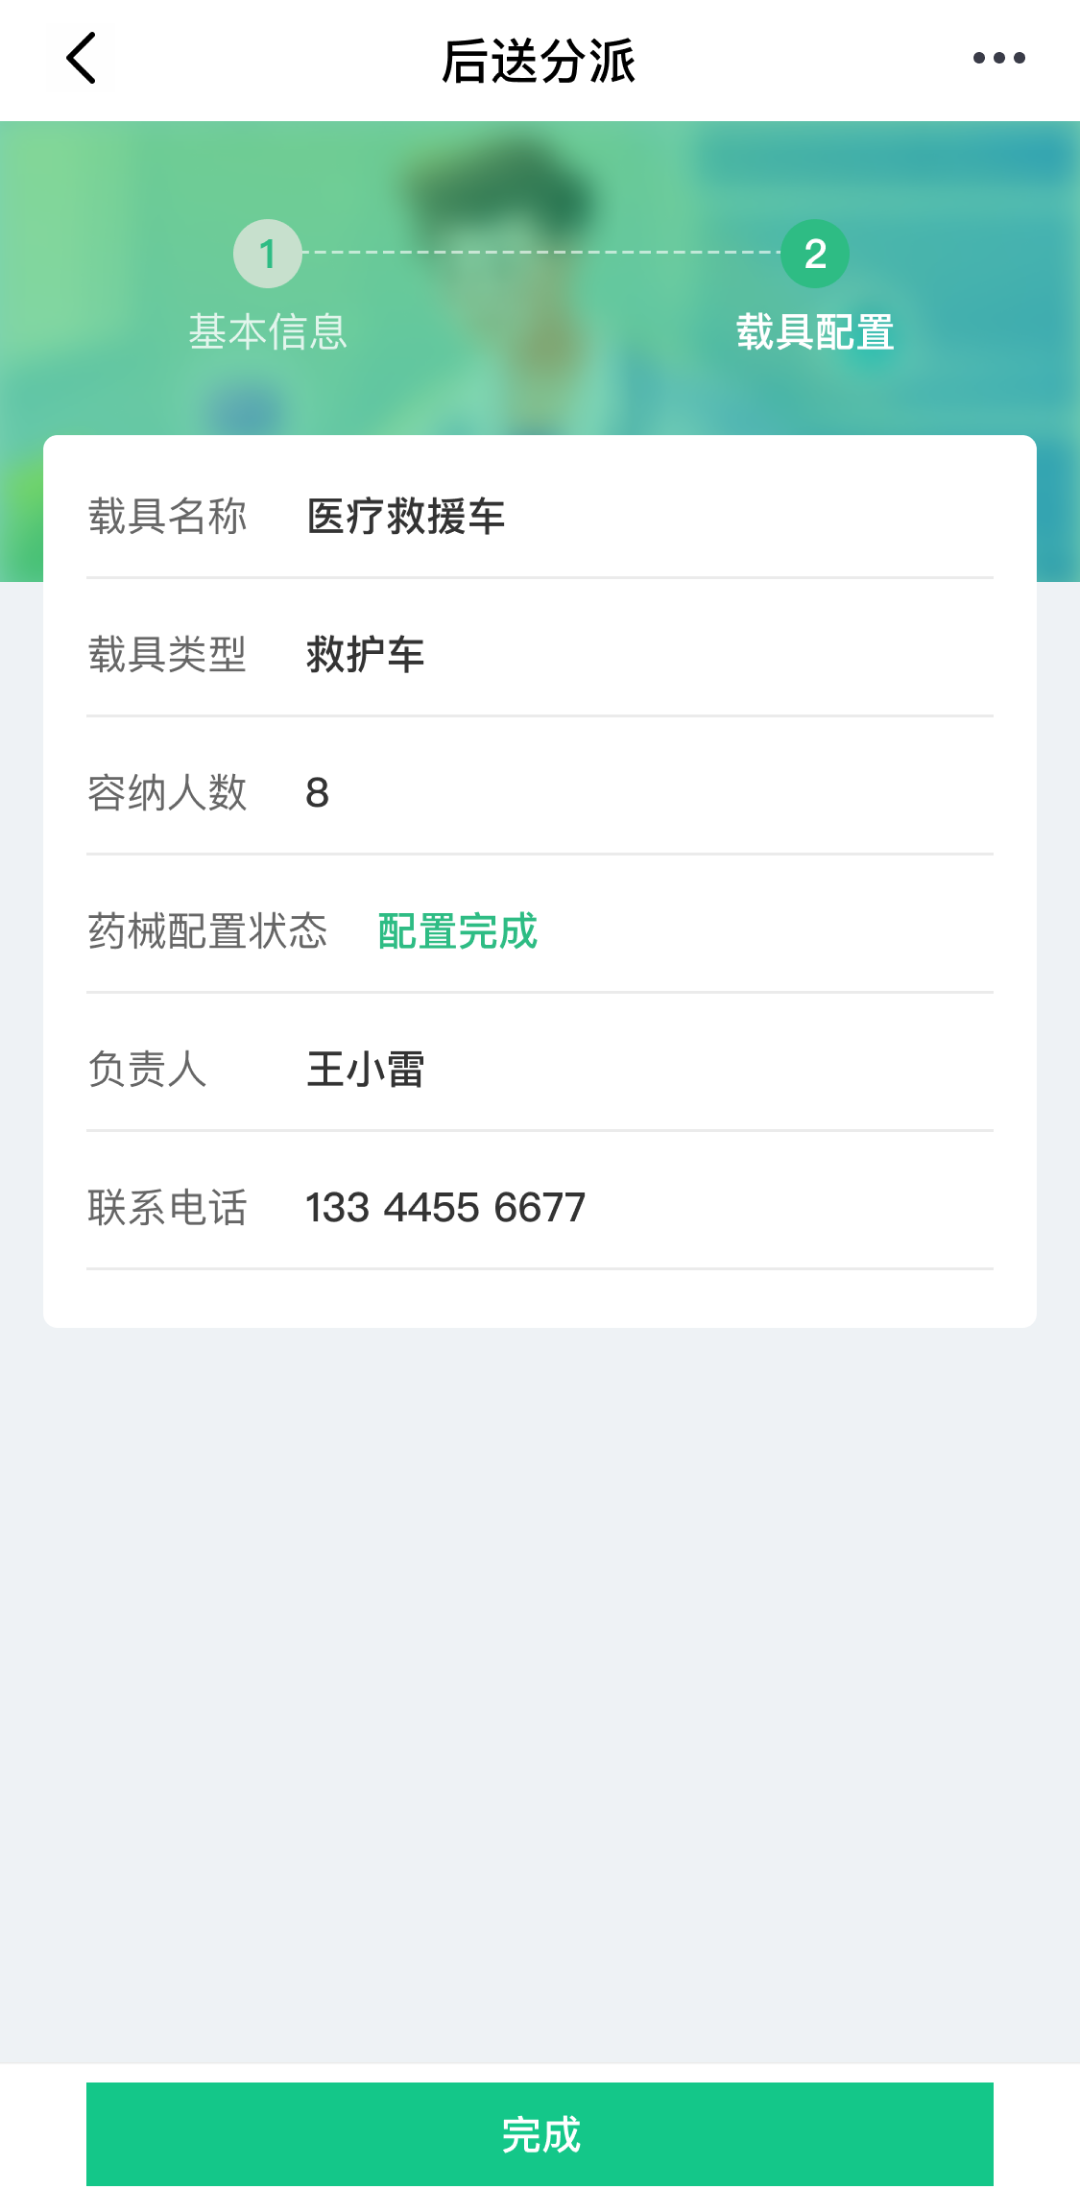 后送分派
1
2
基本信息
载具配置
载具名称 医疗救援车
载具类型 救护车
容纳人数 8
药械配置状态 配置完成
负责人 王小雷
联系电话 133 4455 6677
完成